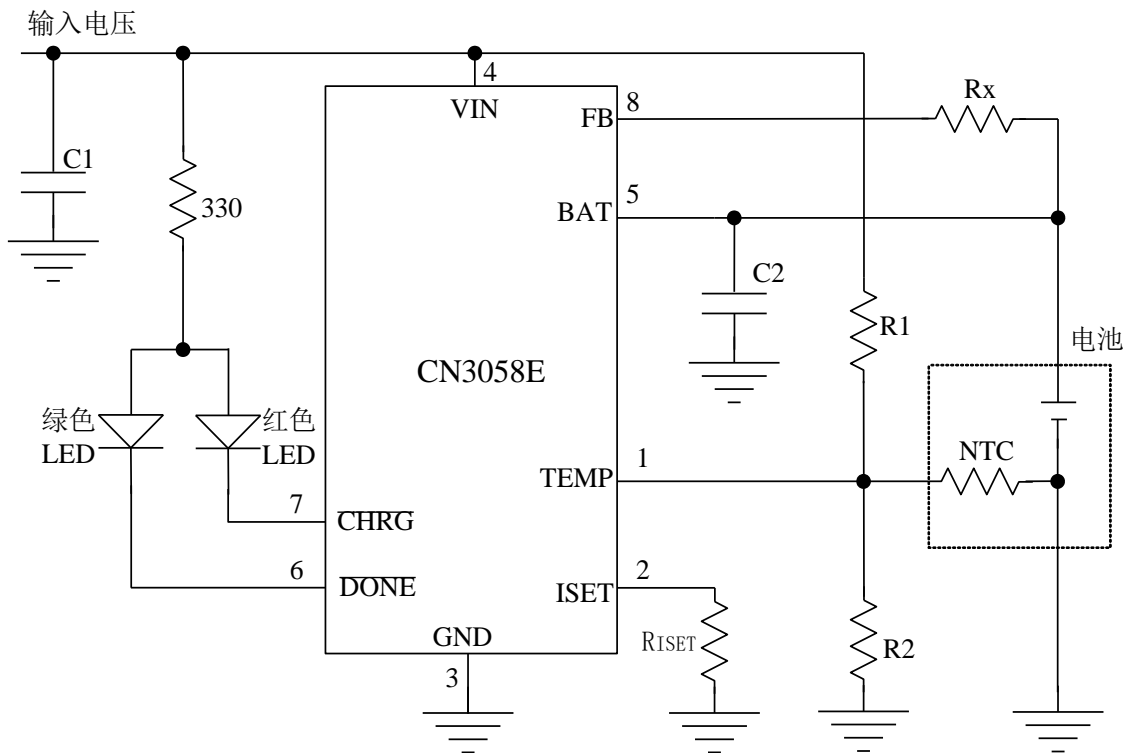 输入电压
4
VIN
8
FB
Rx
C1
330
5
BAT
C2
R1
电池
CN3058E
绿色
LED
红色
LED
NTC
1
TEMP
7
CHRG
6
DONE
2
ISET
GND
3
RISET
R2